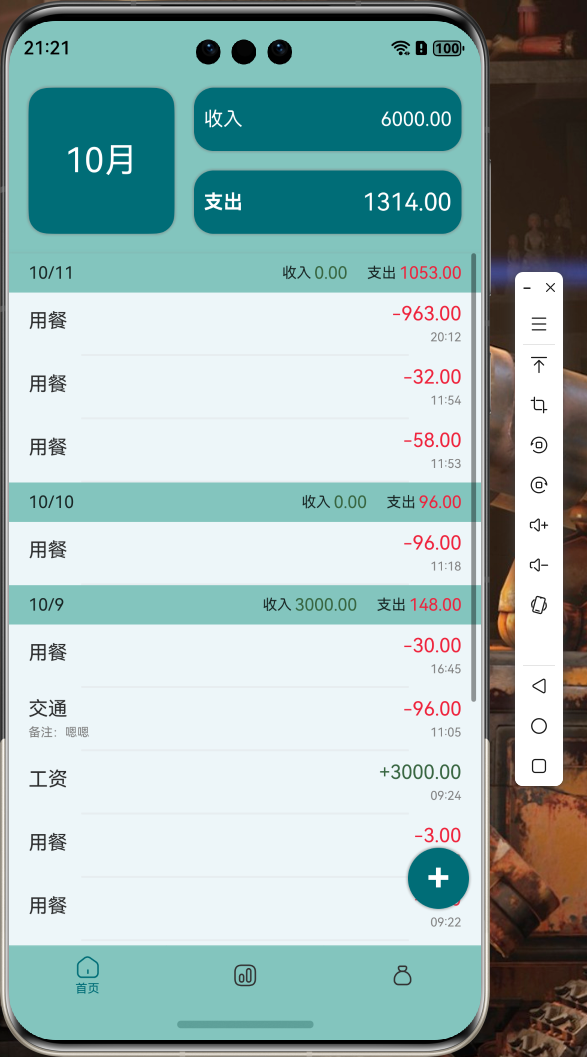 21:21
100
10月
收入 6000.00
支出 1314.00
10/11 收入 0.00 支出 1053.00
用餐 -963.00
20:12
用餐 -32.00
11:54
用餐 -58.00
11:53
10/10 收入 0.00 支出 96.00
用餐 -96.00
11:18
10/9 收入 3000.00 支出 148.00
用餐 -30.00
16:45
交通 -96.00
备注：嗯嗯 11:05
工资 +3000.00
09:24
用餐 -3.00
用餐
09:22
首页